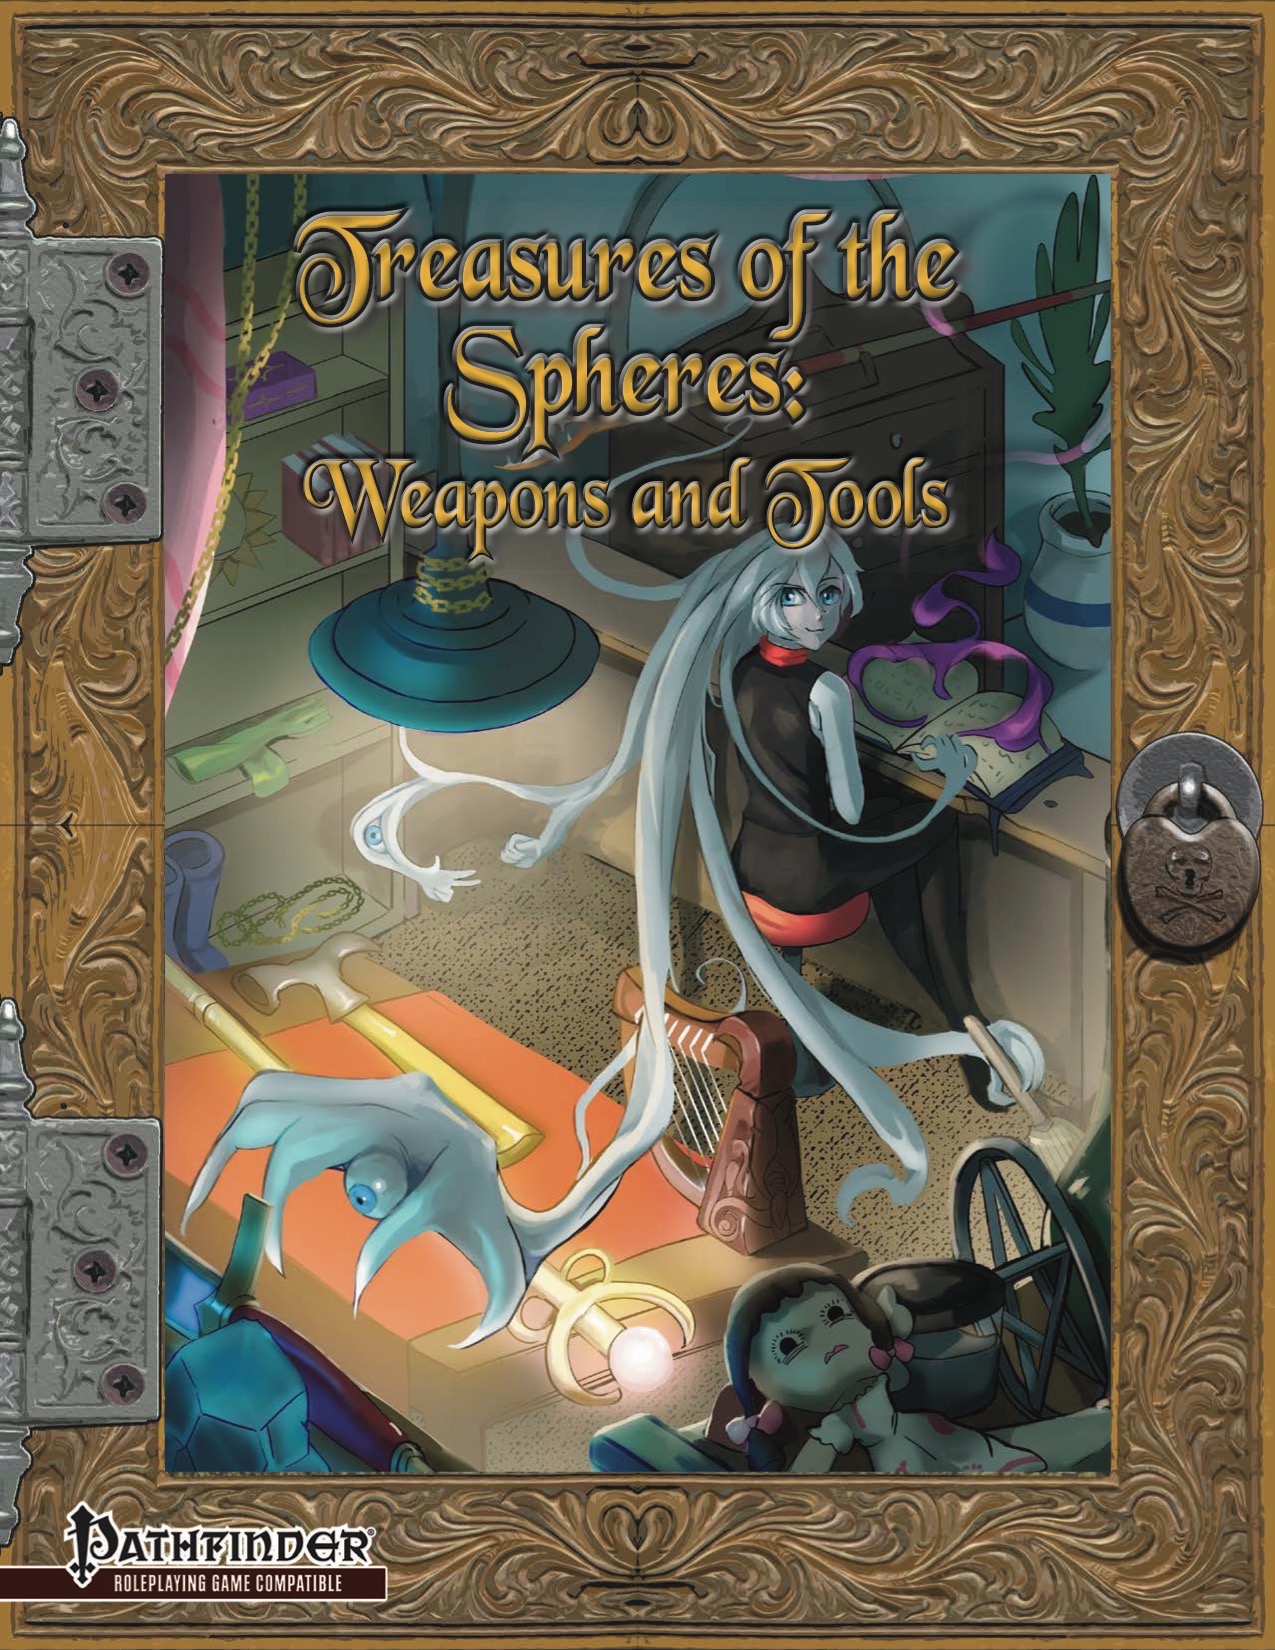 Treasures of the
Spheres:
Weapons and Tools
PATHFINDER®
ROLEPLAYING GAME COMPATIBLE